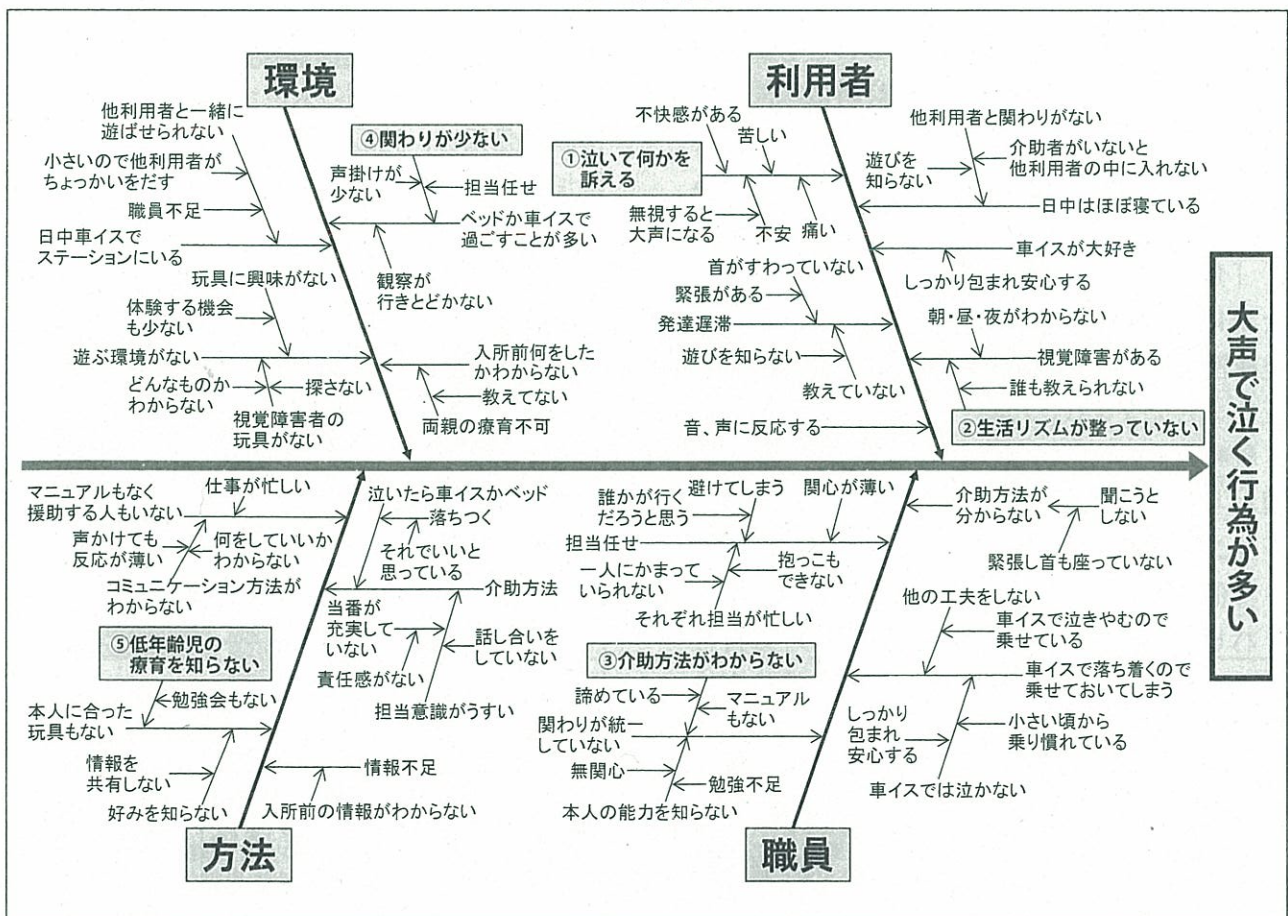 環境
他利用者と一緒に
遊ばせられない
小さいので他利用者が
ちょっかいをだす
職員不足
日中車イスで
ステーションにいる
④関わりが少ない
声掛けが
少ない
担当任せ
ベッドか車イスで
過ごすことが多い
観察が
行きとどかない
玩具に興味がない
体験する機会
も少ない
遊ぶ環境がない
どんなものか
わからない
探さない
視覚障害者の
玩具がない
入所前何をした
かわからない
教えてない
両親の療育不可
利用者
不快感がある
苦しい
①泣いて何かを
訴える
無視すると
大声になる
不安
痛い
他利用者と関わりがない
遊びを
知らない
介助者がいないと
他利用者の中に入れない
日中はほぼ寝ている
車イスが大好き
しっかり包まれ安心する
首がすわっていない
緊張がある
発達遅滞
遊びを知らない
教えていない
朝・昼・夜がわからない
視覚障害がある
誰も教えられない
音、声に反応する
②生活リズムが整っていない
大声で泣く行為が多い
マニュアルもなく
援助する人もいない
仕事が忙しい
声かけても
反応が薄い
何をしていいか
わからない
コミュニケーション方法が
わからない
泣いたら車イスかベッド
落ちつく
それでいいと
思っている
介助方法
当番が
充実して
いない
話し合いを
していない
責任感がない
担当意識がうすい
⑤低年齢児の
療育を知らない
勉強会もない
本人に合った
玩具もない
情報を
共有しない
好みを知らない
情報不足
入所前の情報がわからない
方法
誰かが行く
だろうと思う
避けてしまう
関心が薄い
担当任せ
一人にかまって
いられない
抱っこも
できない
それぞれ担当が忙しい
介助方法が
分からない
聞こうと
しない
緊張し首も座っていない
他の工夫をしない
車イスで泣きやむので
乗せている
車イスで落ち着くので
乗せておいてしまう
しっかり
包まれ
安心する
小さい頃から
乗り慣れている
車イスでは泣かない
③介助方法がわからない
諦めている
マニュアル
もない
関わりが統一
していない
無関心
勉強不足
本人の能力を知らない
職員